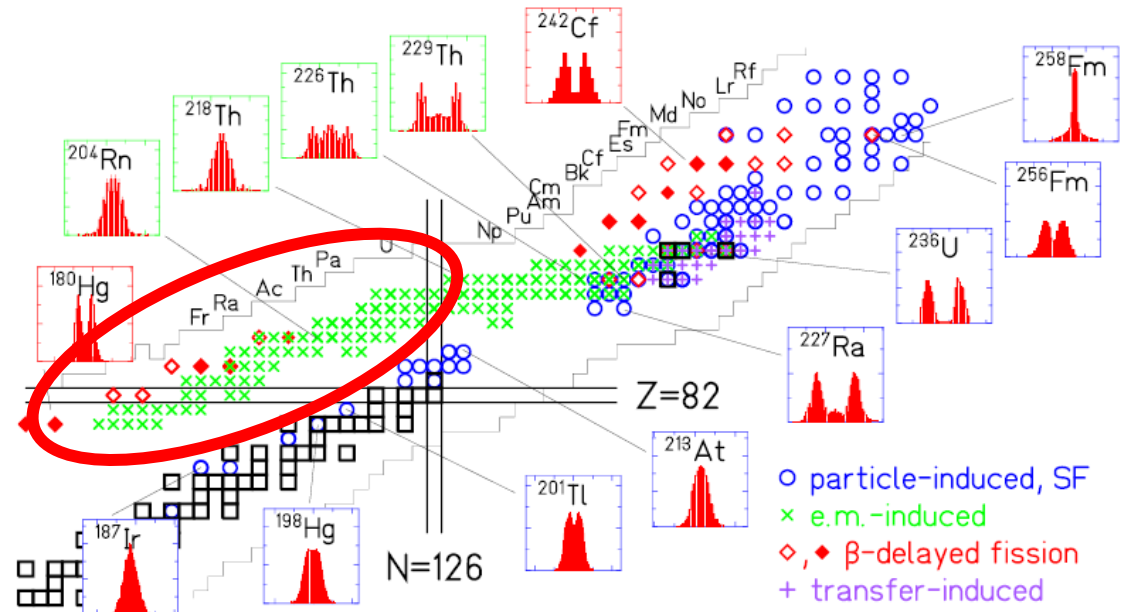 ²⁴²Cf
²²⁹Th
²²⁶Th
²¹⁸Th
²⁰⁴Rn
¹⁸⁰Hg
²⁵⁸Fm
²⁵⁶Fm
²³⁶U
²²⁷Ra
²¹³At
²⁰¹Tl
¹⁹⁸Hg
¹⁸⁷Ir
Rf
Lr
No
Md
Fm
Es
Cf
Bk
Cm
Am
Pu
Np
U
Pa
Th
Ac
Ra
Fr
Z=82
N=126
particle-induced, SF
e.m.-induced
, β-delayed fission
transfer-induced